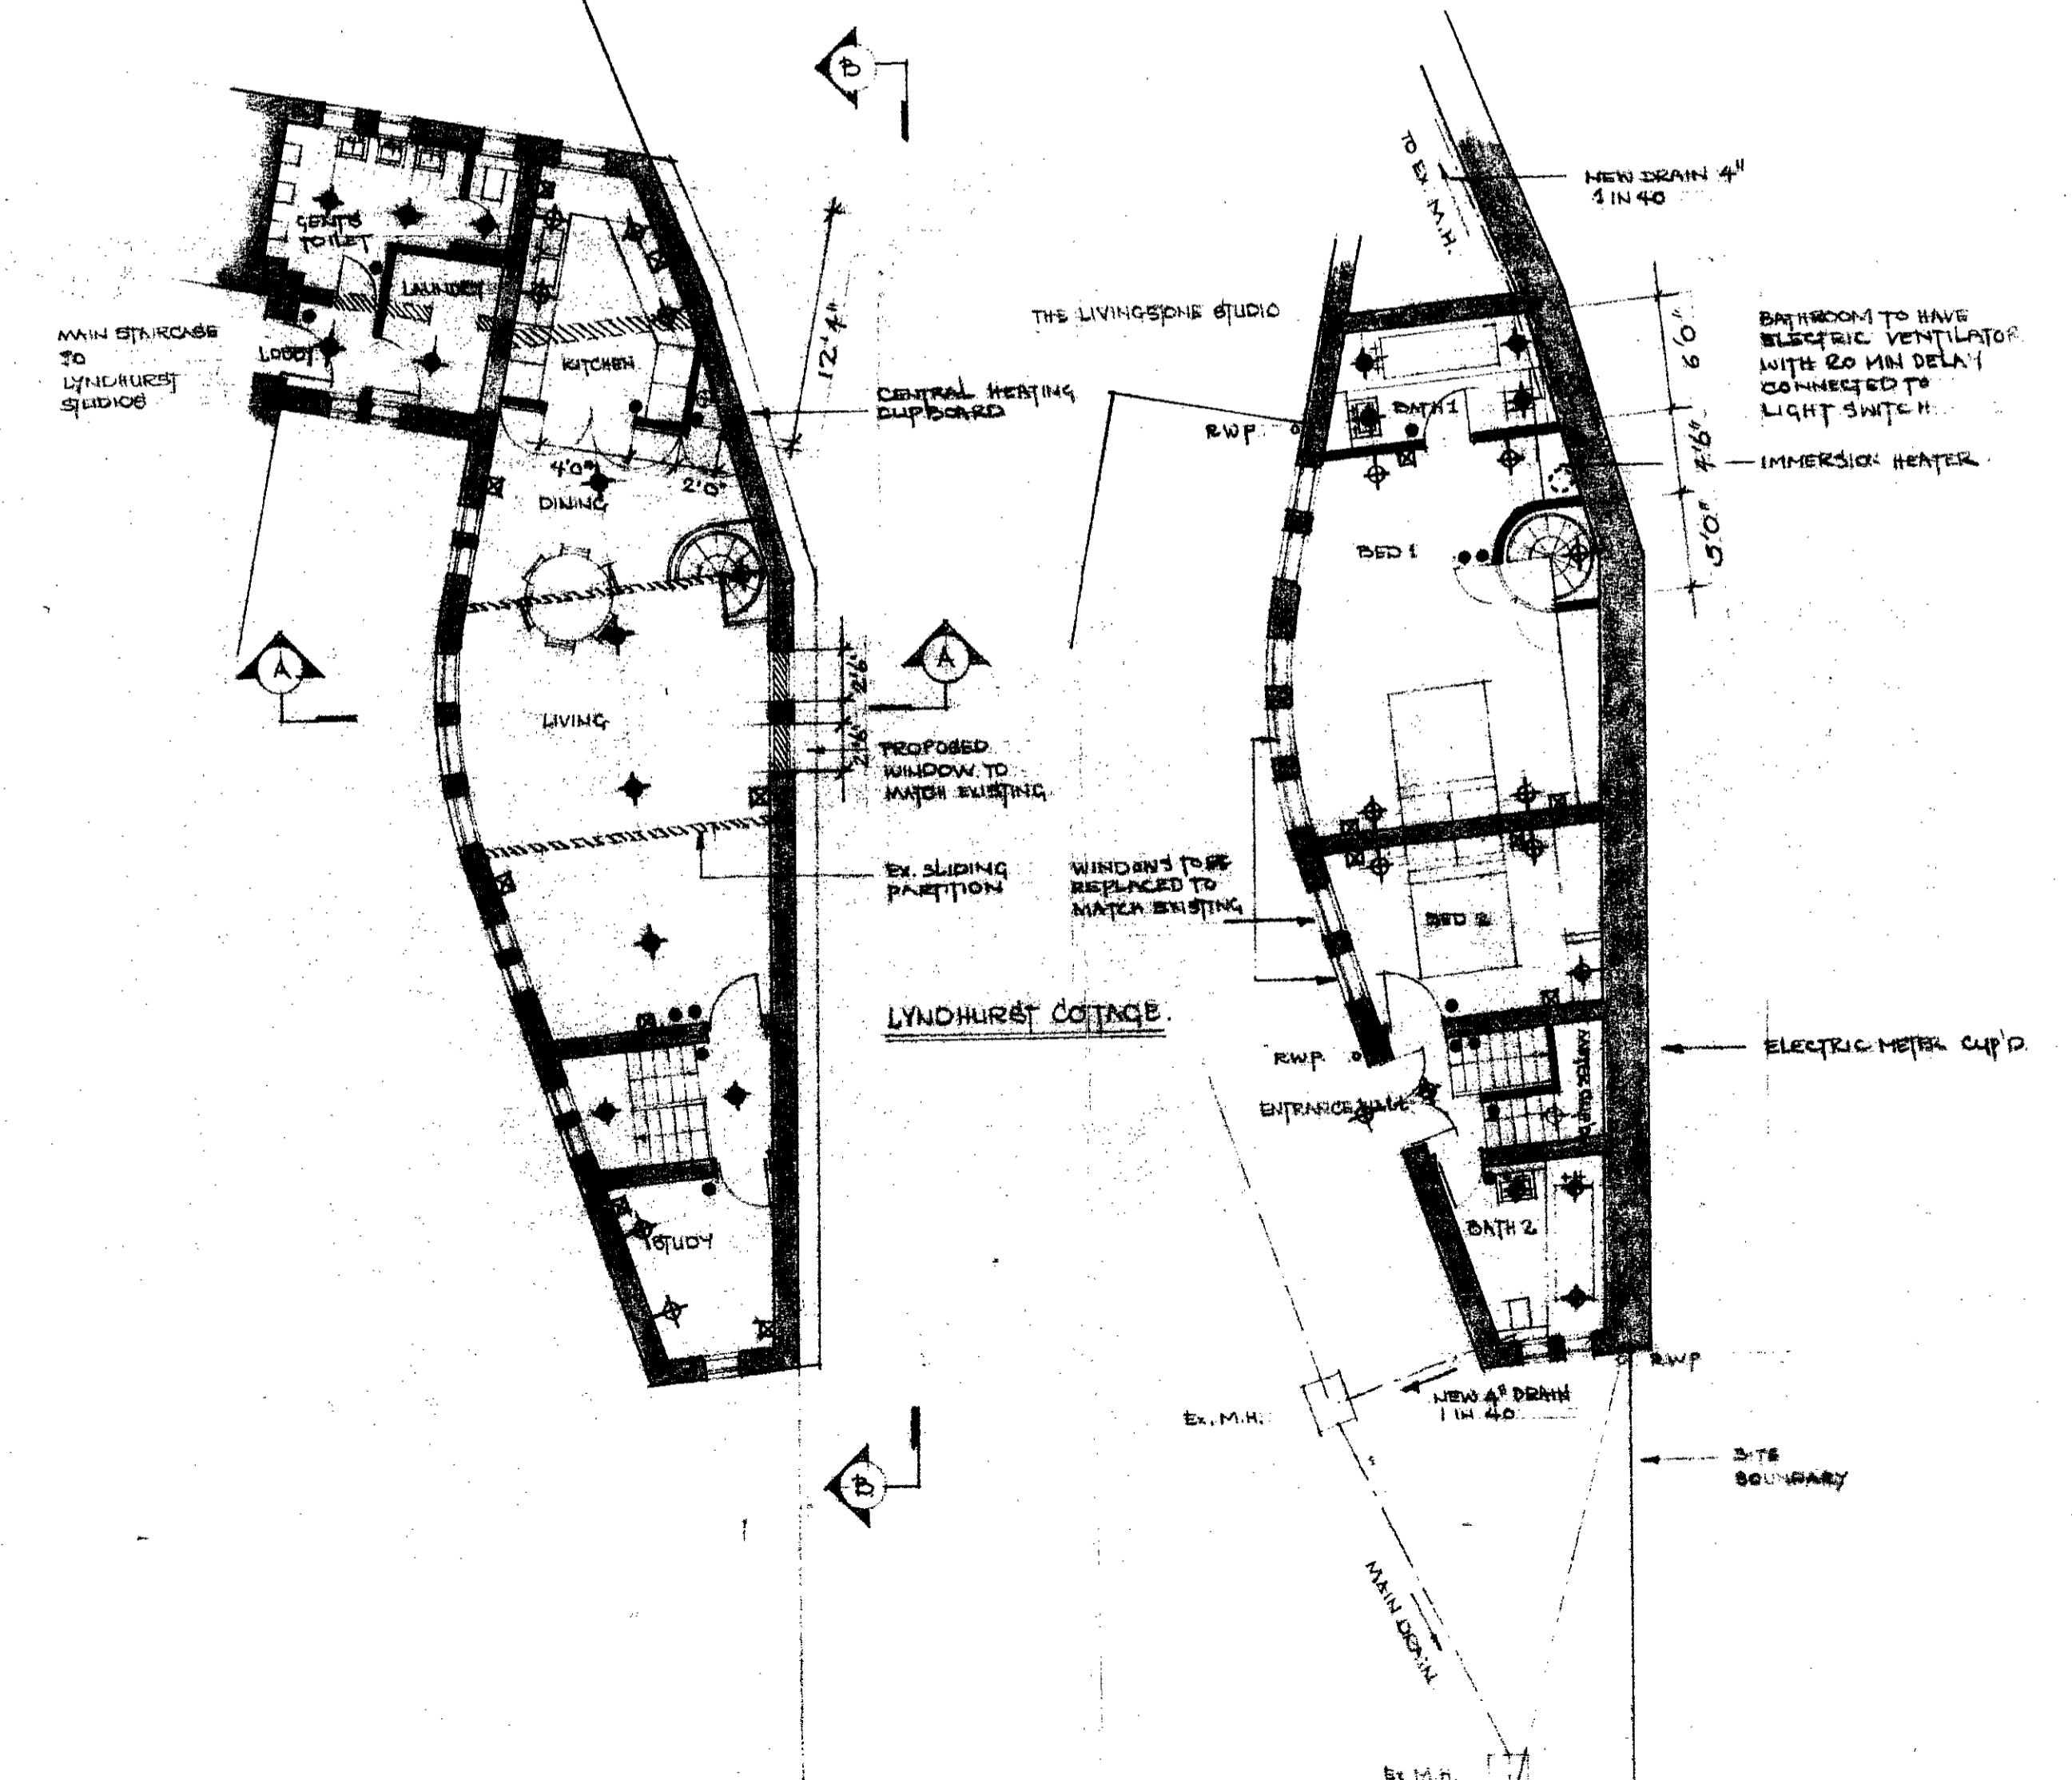 B
GENTS
TOILET
LAUNDRY
LOBBY
MAIN STAIRCASE
TO
LYNDHURST
STUDIOS
KITCHEN
12'4"
CENTRAL HEATING
CUPBOARD
4'0"
2'0"
DINING
A
A
LIVING
2'6"
2'6"
PROPOSED
WINDOW TO
MATCH EXISTING
EX. SLIDING
PARTITION
STUDY
B
LYNDHURST COTTAGE.
TO EX. M.H.
NEW DRAIN 4"
1 IN 40
THE LIVINGSTONE STUDIO
6'0"
BATHROOM TO HAVE
ELECTRIC VENTILATOR
WITH 20 MIN DELAY
CONNECTED TO
LIGHT SWITCH
RWP
BATH 1
4'6"
IMMERSION HEATER
BED 1
5'0"
WINDOWS TO BE
REPLACED TO
MATCH EXISTING
BED 2
R.W.P.
ENTRANCE HALL
METER CUP'D
ELECTRIC METER CUP'D.
BATH 2
RWP
NEW 4" DRAIN
1 IN 40
Ex. M.H.
SITE
BOUNDARY
MAIN DRAIN
Ex M.H.